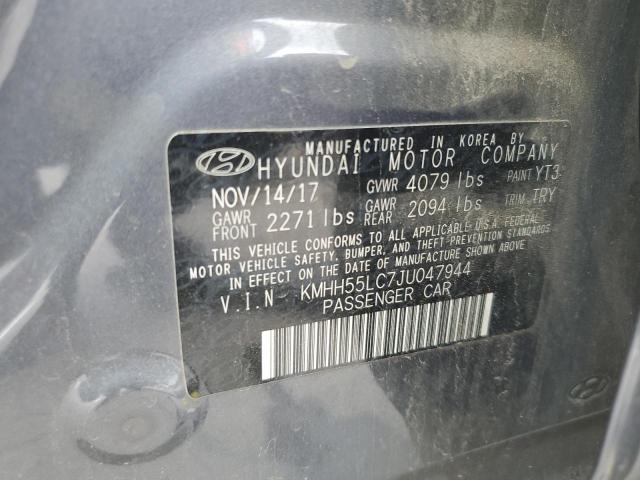 MANUFACTURED IN KOREA BY
HYUNDAI MOTOR COMPANY
NOV/14/17 GVWR 4079 lbs PAINT YT3
GAWR FRONT 2271 lbs GAWR REAR 2094 lbs TRIM TRY
THIS VEHICLE CONFORMS TO ALL APPLICABLE U.S.A. FEDERAL
MOTOR VEHICLE SAFETY, BUMPER, AND THEFT PREVENTION STANDARDS
IN EFFECT ON THE DATE OF MANUFACTURE SHOWN ABOVE.
V.I.N. KMHH55LC7JU047944
PASSENGER CAR